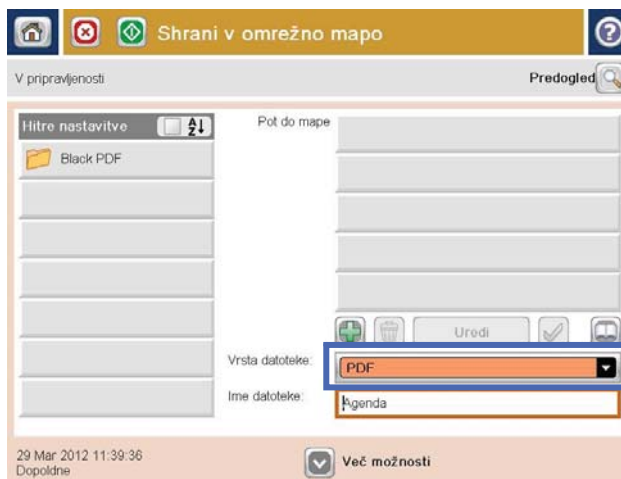 Shrani v omrežno mapo
V pripravljenosti
Predogled
Hitre nastavitve
Pot do mape
Black PDF
Uredi
Vrsta datoteke:
PDF
Ime datoteke:
Agenda
29 Mar 2012 11:39:36
Dopoldne
Več možnosti